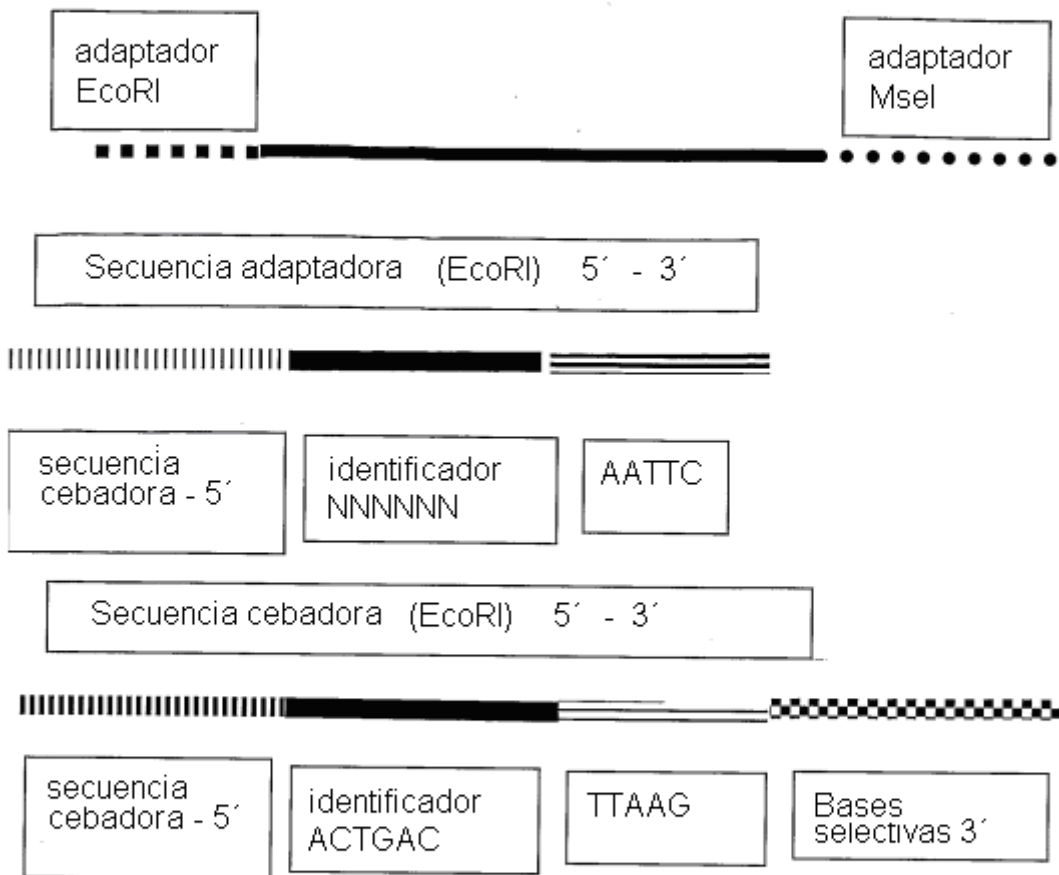 adaptador
EcoRI
adaptador
MseI
Secuencia adaptadora (EcoRI) 5´ - 3´
secuencia
cebadora - 5´
identificador
NNNNNN
AATTC
Secuencia cebadora (EcoRI) 5´ - 3´
secuencia
cebadora - 5´
identificador
ACTGAC
TTAAG
Bases
selectivas 3´